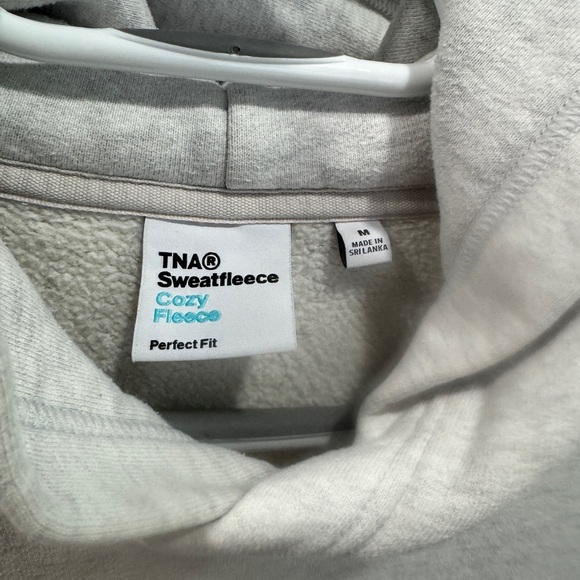 TNA®
Sweatfleece
Cozy
Fleece
Perfect Fit
M
MADE IN
SRI LANKA